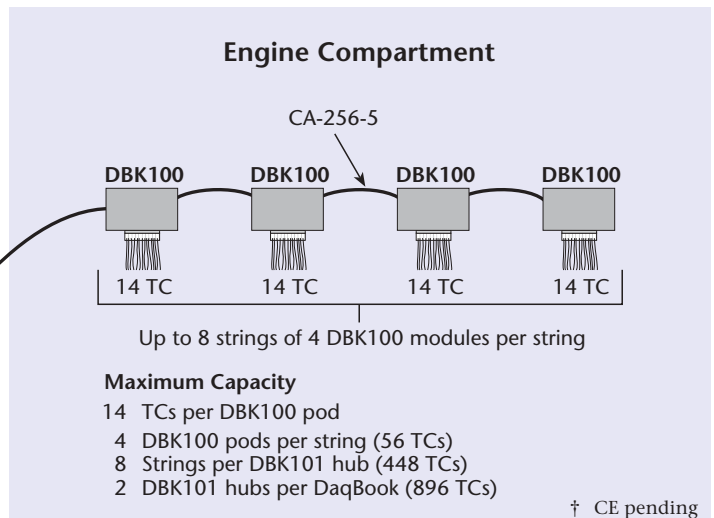 Engine Compartment
CA-256-5
DBK100 DBK100 DBK100 DBK100
14 TC 14 TC 14 TC 14 TC
Up to 8 strings of 4 DBK100 modules per string
Maximum Capacity
14 TCs per DBK100 pod
4 DBK100 pods per string (56 TCs)
8 Strings per DBK101 hub (448 TCs)
2 DBK101 hubs per DaqBook (896 TCs)
† CE pending